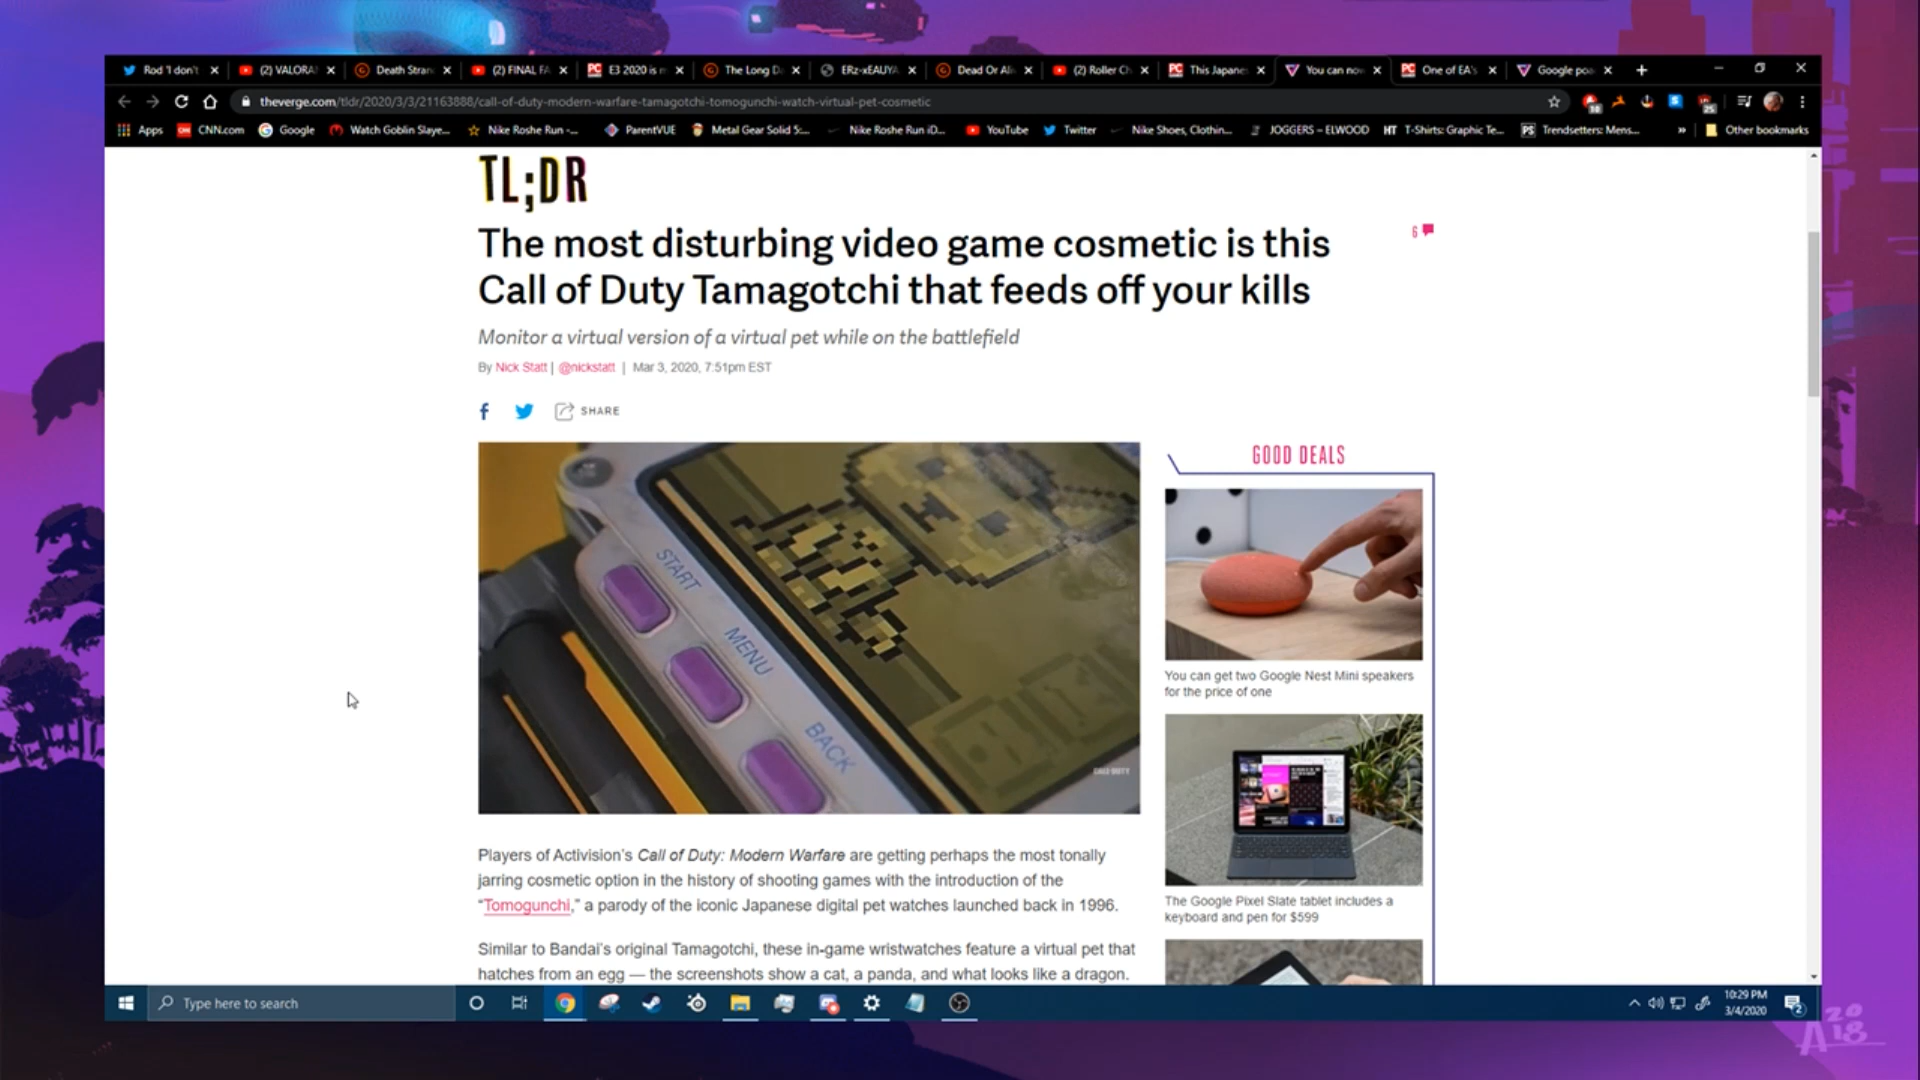 Rod 'I don't
(2) VALORA
Death Stran
(2) FINAL FA
E3 2020 is n
The Long D
ERz-xEAUYA
Dead Or Ali
(2) Roller Ch
This Japane
You can now
One of EA's
Google poa
theverge.com/tldr/2020/3/3/21163888/call-of-duty-modern-warfare-tamagotchi-tomogunchi-watch-virtual-pet-cosmetic
Apps
CNN.com
Google
Watch Goblin Slaye...
Nike Roshe Run -...
ParentVUE
Metal Gear Solid 5:...
Nike Roshe Run iD...
YouTube
Twitter
Nike Shoes, Clothin...
JOGGERS – ELWOOD
HT T-Shirts: Graphic Te...
PS Trendsetters: Mens...
»
Other bookmarks
TL;DR
The most disturbing video game cosmetic is this
Call of Duty Tamagotchi that feeds off your kills
6
Monitor a virtual version of a virtual pet while on the battlefield
By Nick Statt | @nickstatt | Mar 3, 2020, 7:51pm EST
SHARE
START
MENU
BACK
CALL OF DUTY
GOOD DEALS
You can get two Google Nest Mini speakers
for the price of one
The Google Pixel Slate tablet includes a
keyboard and pen for $599
Players of Activision's Call of Duty: Modern Warfare are getting perhaps the most tonally
jarring cosmetic option in the history of shooting games with the introduction of the
“Tomogunchi,” a parody of the iconic Japanese digital pet watches launched back in 1996.
Similar to Bandai's original Tamagotchi, these in-game wristwatches feature a virtual pet that
hatches from an egg — the screenshots show a cat, a panda, and what looks like a dragon.
Type here to search
10:29 PM
3/4/2020
2
2018